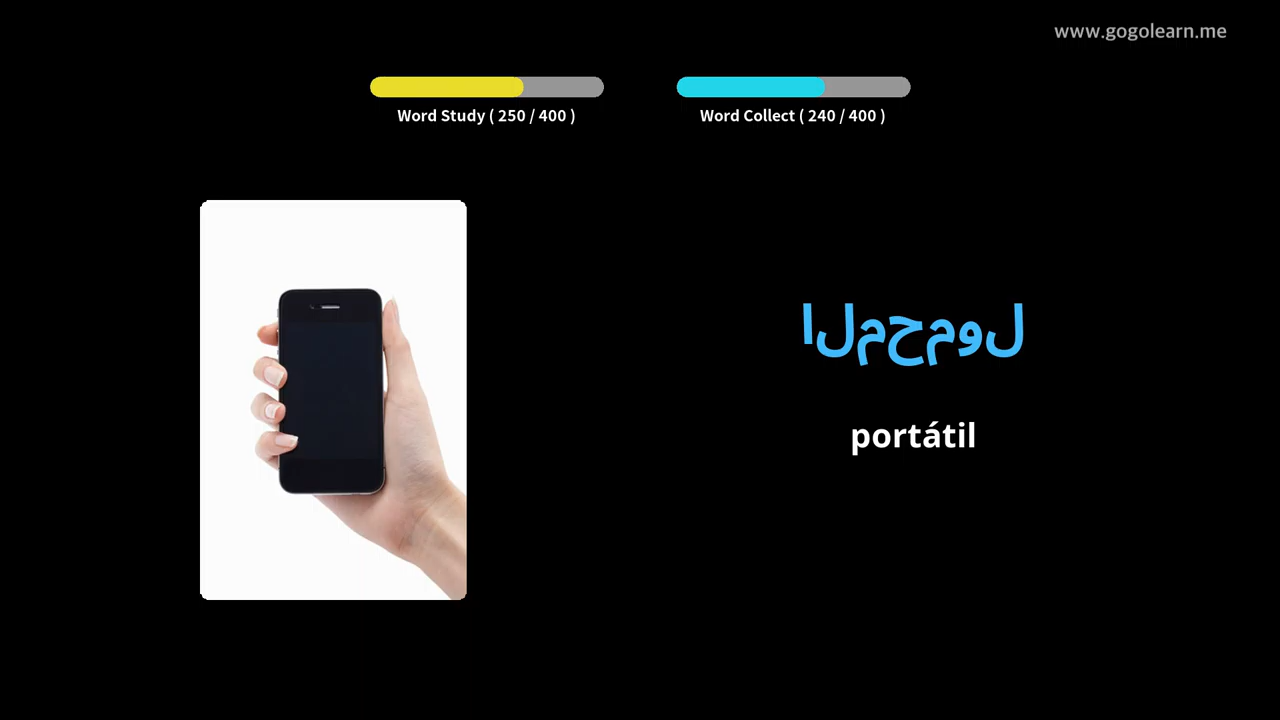 www.gogolearn.me
Word Study ( 250 / 400 )
Word Collect ( 240 / 400 )
المحمول
portátil